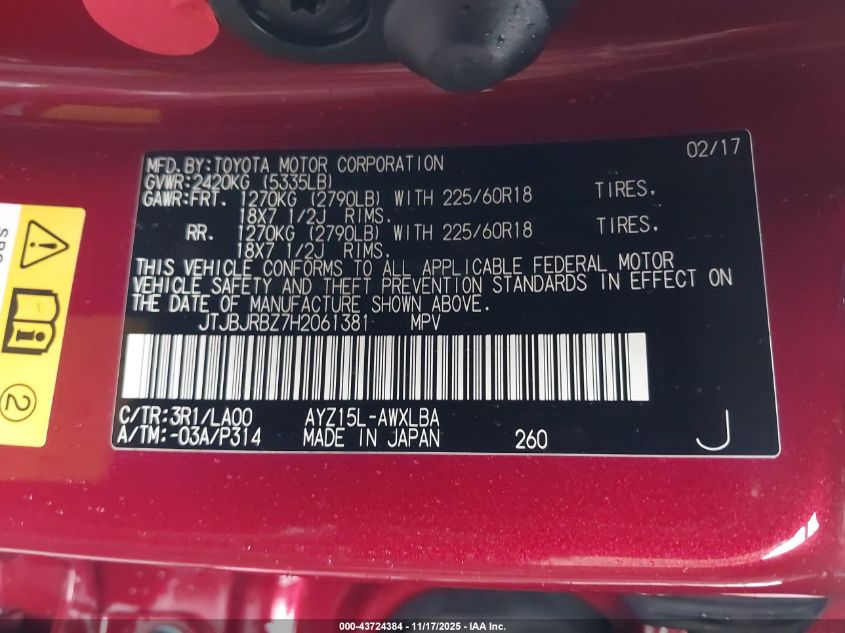 02/17
MFD.BY:TOYOTA MOTOR CORPORATION
GVWR:2420KG (5335LB)
GAWR:FRT. 1270KG (2790LB) WITH 225/60R18 TIRES.
18X7 1/2J RIMS.
RR. 1270KG (2790LB) WITH 225/60R18 TIRES.
18X7 1/2J RIMS.
THIS VEHICLE CONFORMS TO ALL APPLICABLE FEDERAL MOTOR
VEHICLE SAFETY AND THEFT PREVENTION STANDARDS IN EFFECT ON
THE DATE OF MANUFACTURE SHOWN ABOVE.
JTJBJRBZ7H2061381 MPV
C/TR:3R1/LA00 AYZ15L-AWXLBA
A/TM:-03A/P314 MADE IN JAPAN 260 J
2
000-43724384 - 11/17/2025 - IAA Inc.